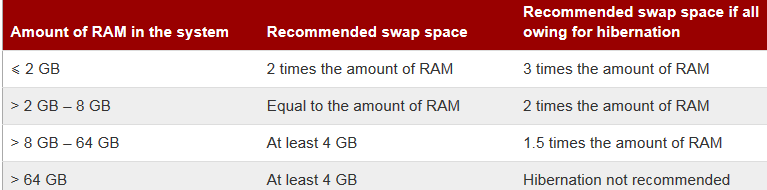 Amount of RAM in the system Recommended swap space Recommended swap space if all
owing for hibernation
⩽ 2 GB 2 times the amount of RAM 3 times the amount of RAM
> 2 GB – 8 GB Equal to the amount of RAM 2 times the amount of RAM
> 8 GB – 64 GB At least 4 GB 1.5 times the amount of RAM
> 64 GB At least 4 GB Hibernation not recommended